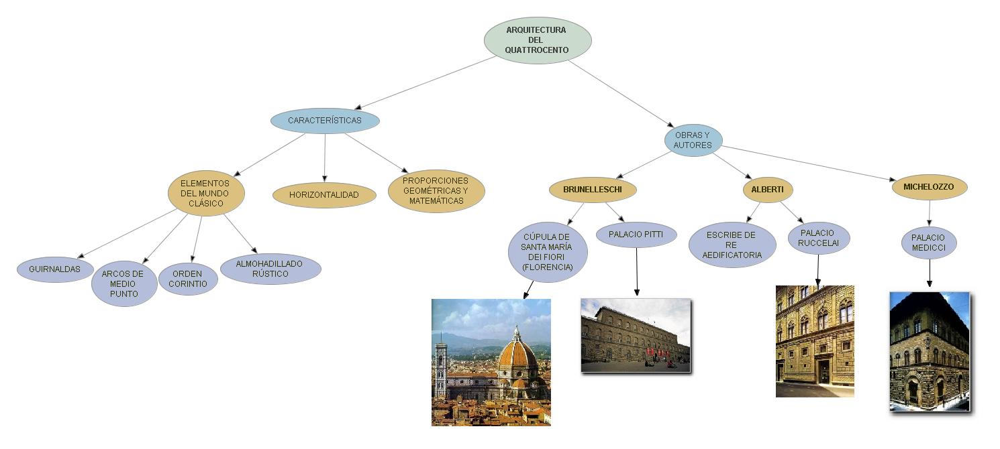 ARQUITECTURA
DEL
QUATTROCENTO
CARACTERÍSTICAS
OBRAS Y
AUTORES
ELEMENTOS
DEL MUNDO
CLÁSICO
HORIZONTALIDAD
PROPORCIONES
GEOMÉTRICAS Y
MATEMÁTICAS
BRUNELLESCHI
ALBERTI
MICHELOZZO
GUIRNALDAS
ARCOS DE
MEDIO
PUNTO
ORDEN
CORINTIO
ALMOHADILLADO
RÚSTICO
CÚPULA DE
SANTA MARÍA
DEI FIORI
(FLORENCIA)
PALACIO PITTI
ESCRIBE DE
RE
AEDIFICATORIA
PALACIO
RUCCELAI
PALACIO
MEDICCI